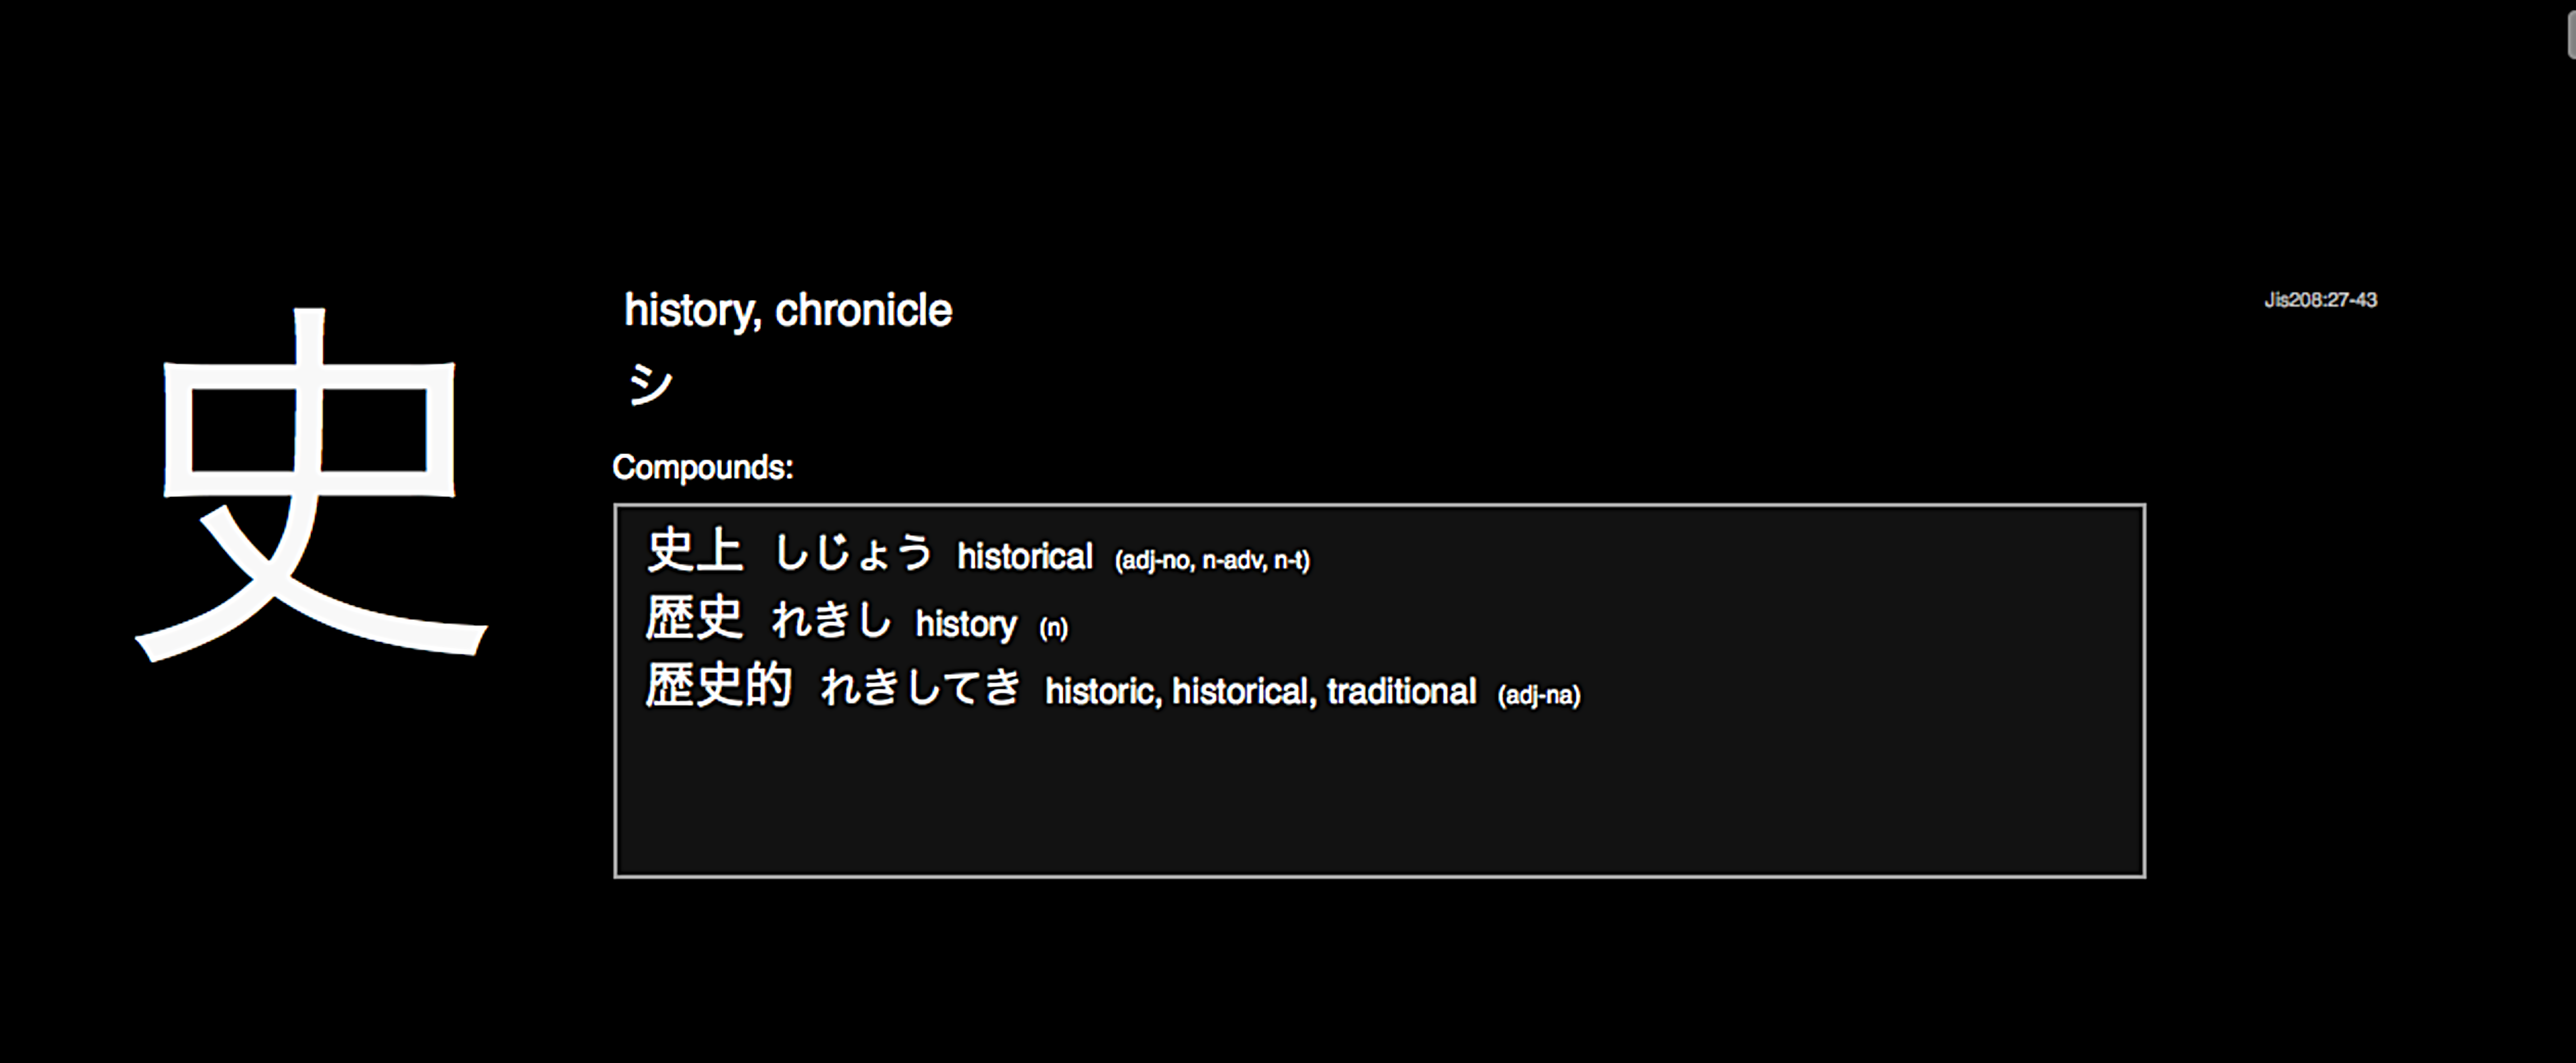 史
history, chronicle
Jis208:27-43
シ
Compounds:
史上 しじょう historical (adj-no, n-adv, n-t)
歴史 れきし history (n)
歴史的 れきしてき historic, historical, traditional (adj-na)